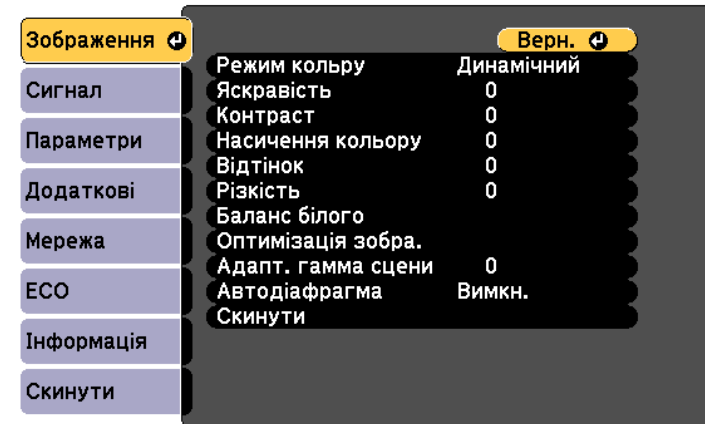 Зображення
Сигнал
Параметри
Додаткові
Мережа
ECO
Інформація
Скинути
Верн.
Режим кольру Динамічний
Яскравість 0
Контраст 0
Насичення кольору 0
Відтінок 0
Різкість 0
Баланс білого
Оптимізація зобра.
Адапт. гамма сцени 0
Автодіафрагма Вимкн.
Скинути